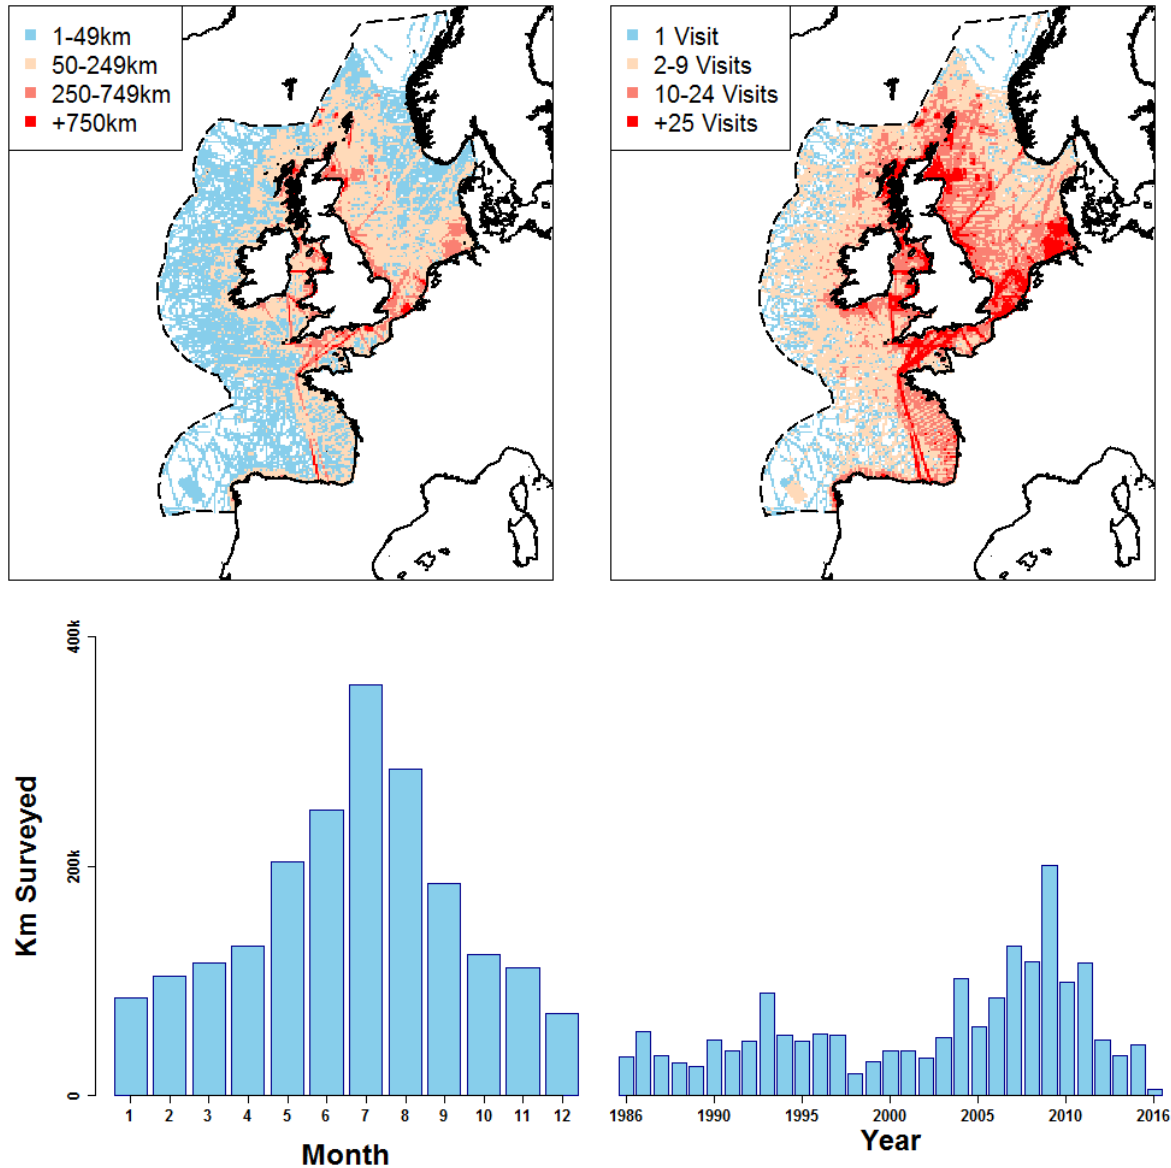 1-49km
50-249km
250-749km
+750km
1 Visit
2-9 Visits
10-24 Visits
+25 Visits
Km Surveyed
400k
200k
0
1 2 3 4 5 6 7 8 9 10 11 12
Month
1986 1990 1995 2000 2005 2010 2016
Year